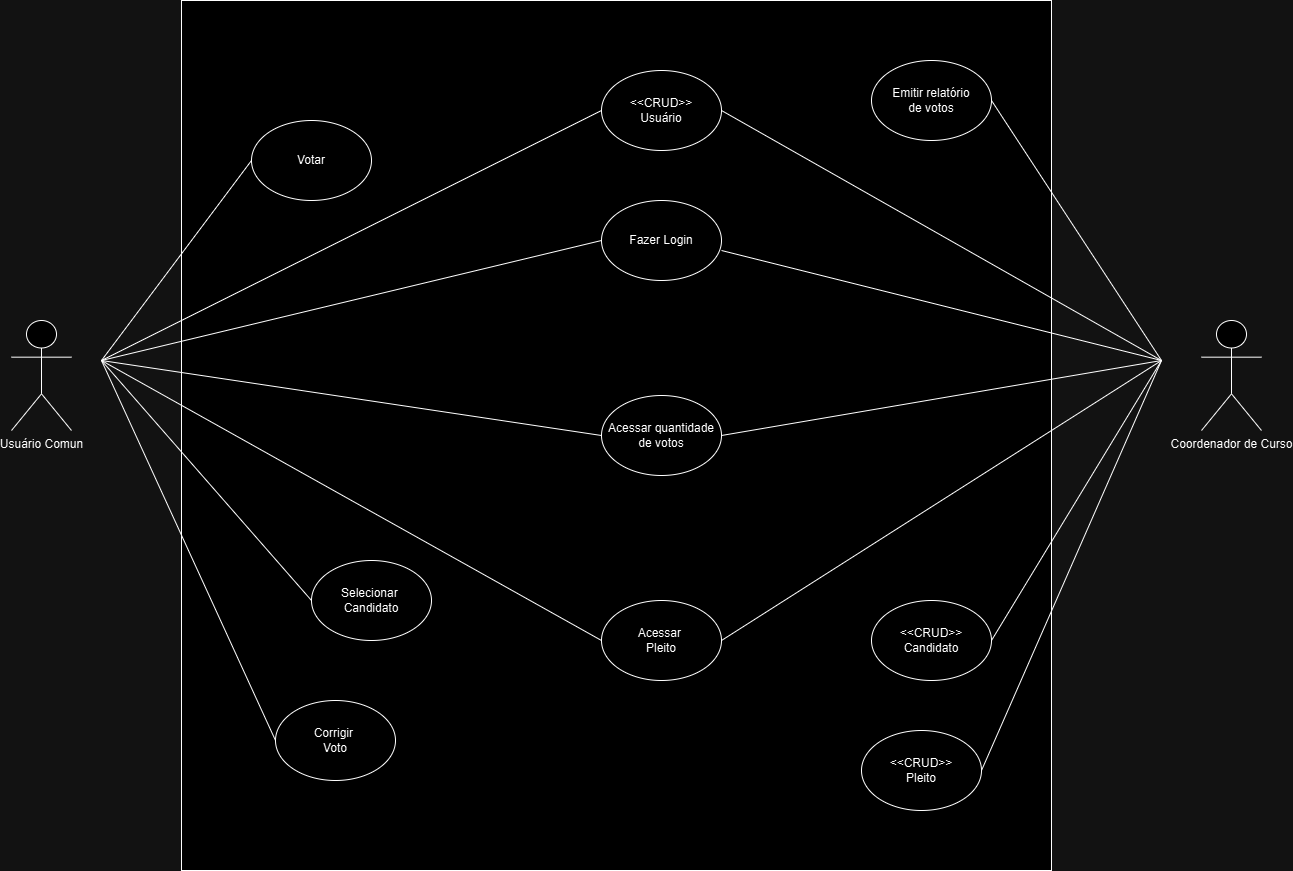 Emitir relatório
de votos
<<CRUD>>
Usuário
Votar
Fazer Login
Usuário Comun
Coordenador de Curso
Acessar quantidade
de votos
Selecionar
Candidato
Acessar
Pleito
<<CRUD>>
Candidato
Corrigir
Voto
<<CRUD>>
Pleito